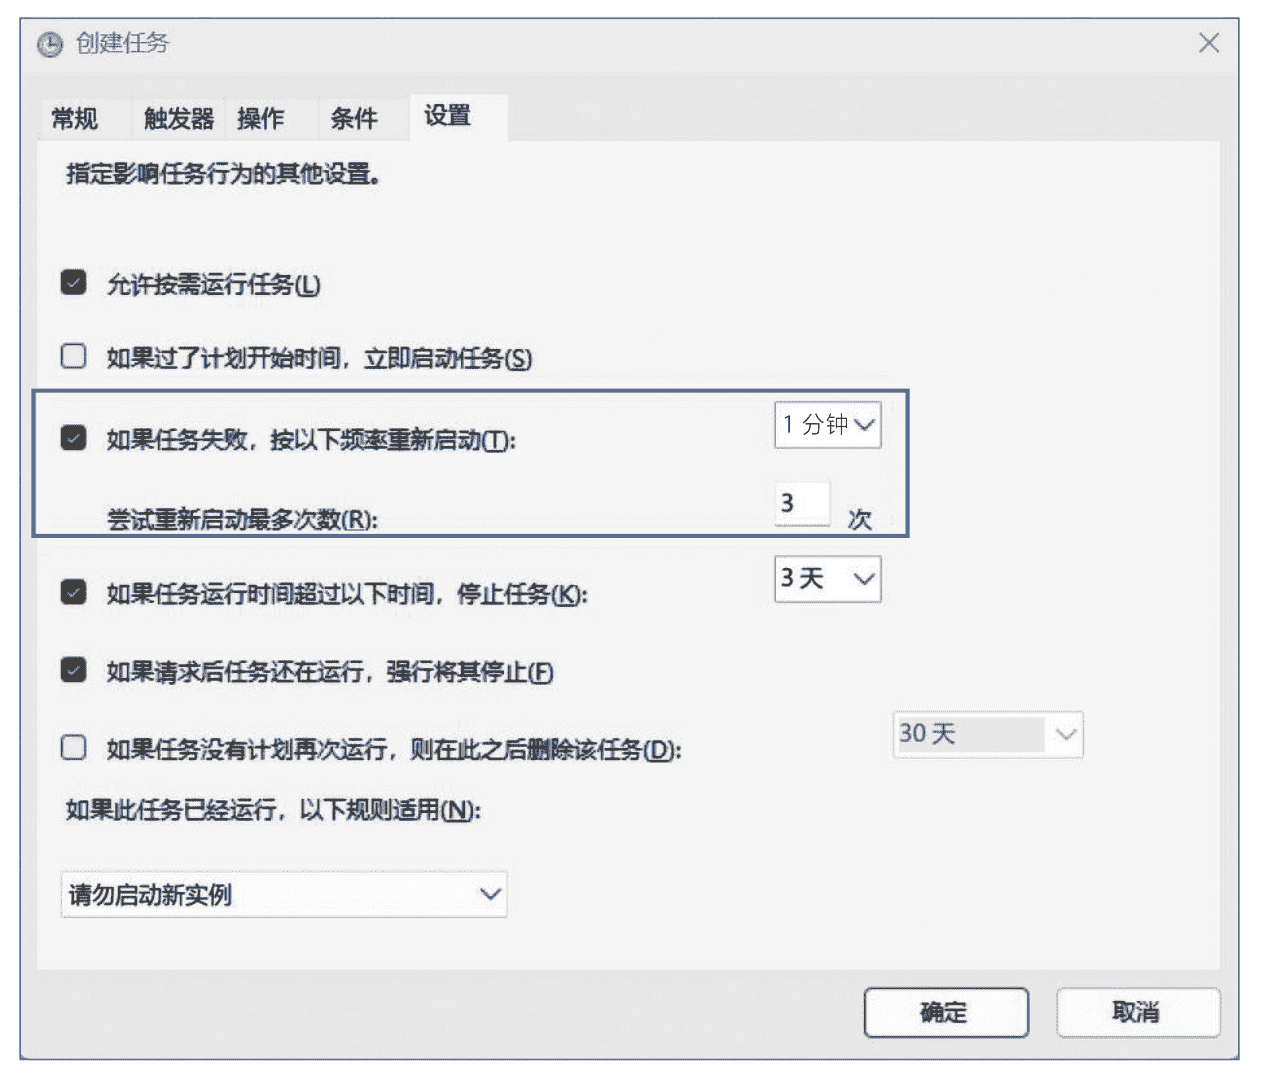 创建任务
常规 触发器 操作 条件 设置
指定影响任务行为的其他设置。
允许按需运行任务(L)
如果过了计划开始时间，立即启动任务(S)
如果任务失败，按以下频率重新启动(T): 1 分钟
尝试重新启动最多次数(R): 3 次
如果任务运行时间超过以下时间，停止任务(K): 3 天
如果请求后任务还在运行，强行将其停止(F)
如果任务没有计划再次运行，则在此之后删除该任务(D): 30 天
如果此任务已经运行，以下规则适用(N):
请勿启动新实例
确定 取消